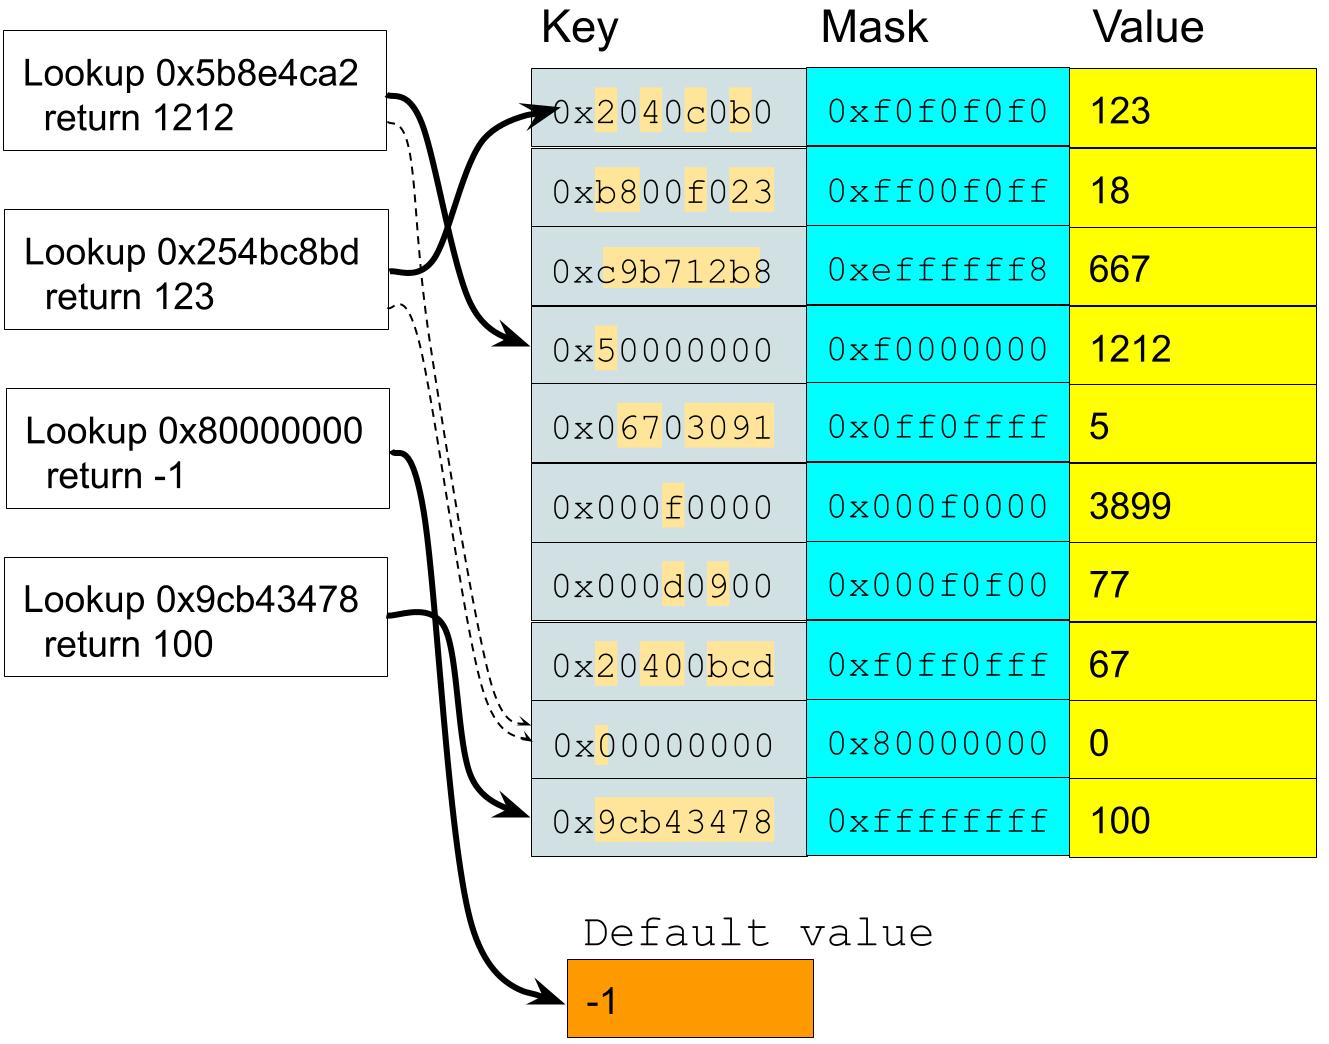 Key Mask Value
Lookup 0x5b8e4ca2
return 1212
Lookup 0x254bc8bd
return 123
Lookup 0x80000000
return -1
Lookup 0x9cb43478
return 100
0x2040c0b0 0xf0f0f0f0 123
0xb800f023 0xff00f0ff 18
0xc9b712b8 0xeffffff8 667
0x50000000 0xf0000000 1212
0x06703091 0x0ff0ffff 5
0x000f0000 0x000f0000 3899
0x000d0900 0x000f0f00 77
0x20400bcd 0xf0ff0fff 67
0x00000000 0x80000000 0
0x9cb43478 0xffffffff 100
Default value
-1